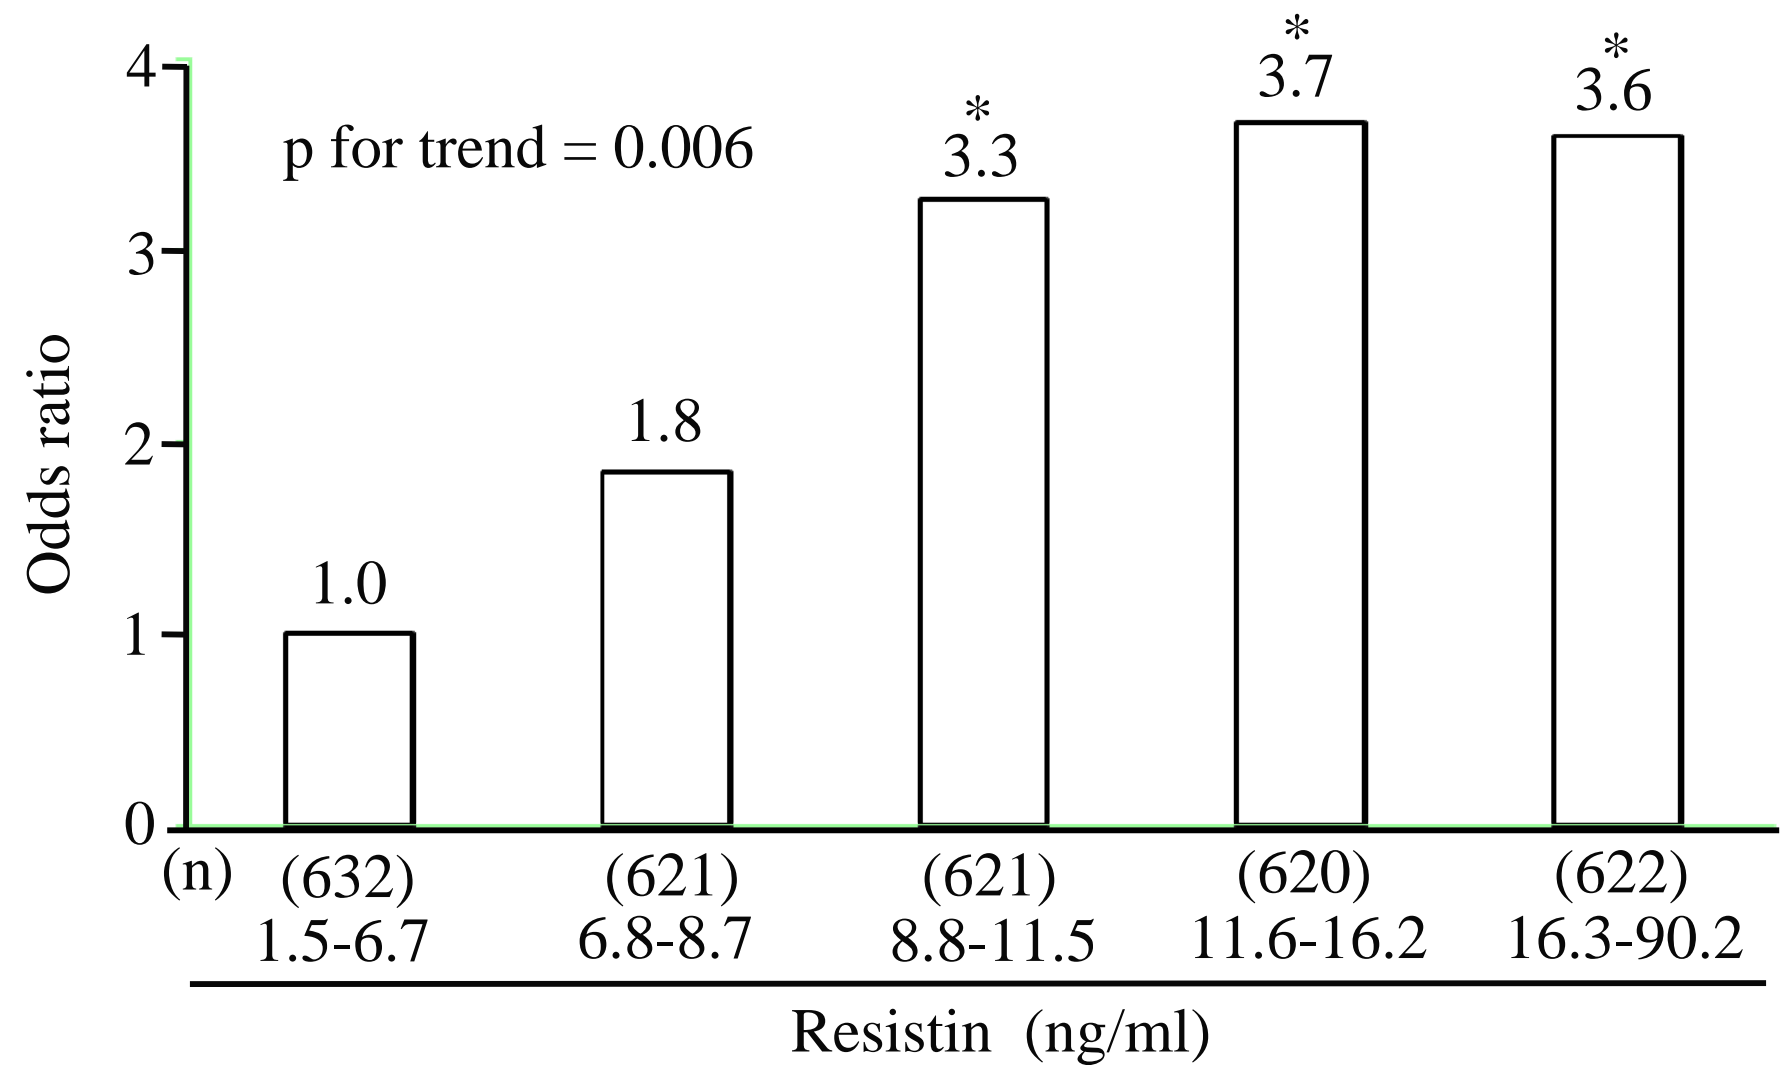 *
3.7
*
3.6
*
3.3
4
p for trend = 0.006
3
1.8
2
1.0
1
0
Odds ratio
(n) (632) (621) (621) (620) (622)
1.5-6.7 6.8-8.7 8.8-11.5 11.6-16.2 16.3-90.2
Resistin (ng/ml)